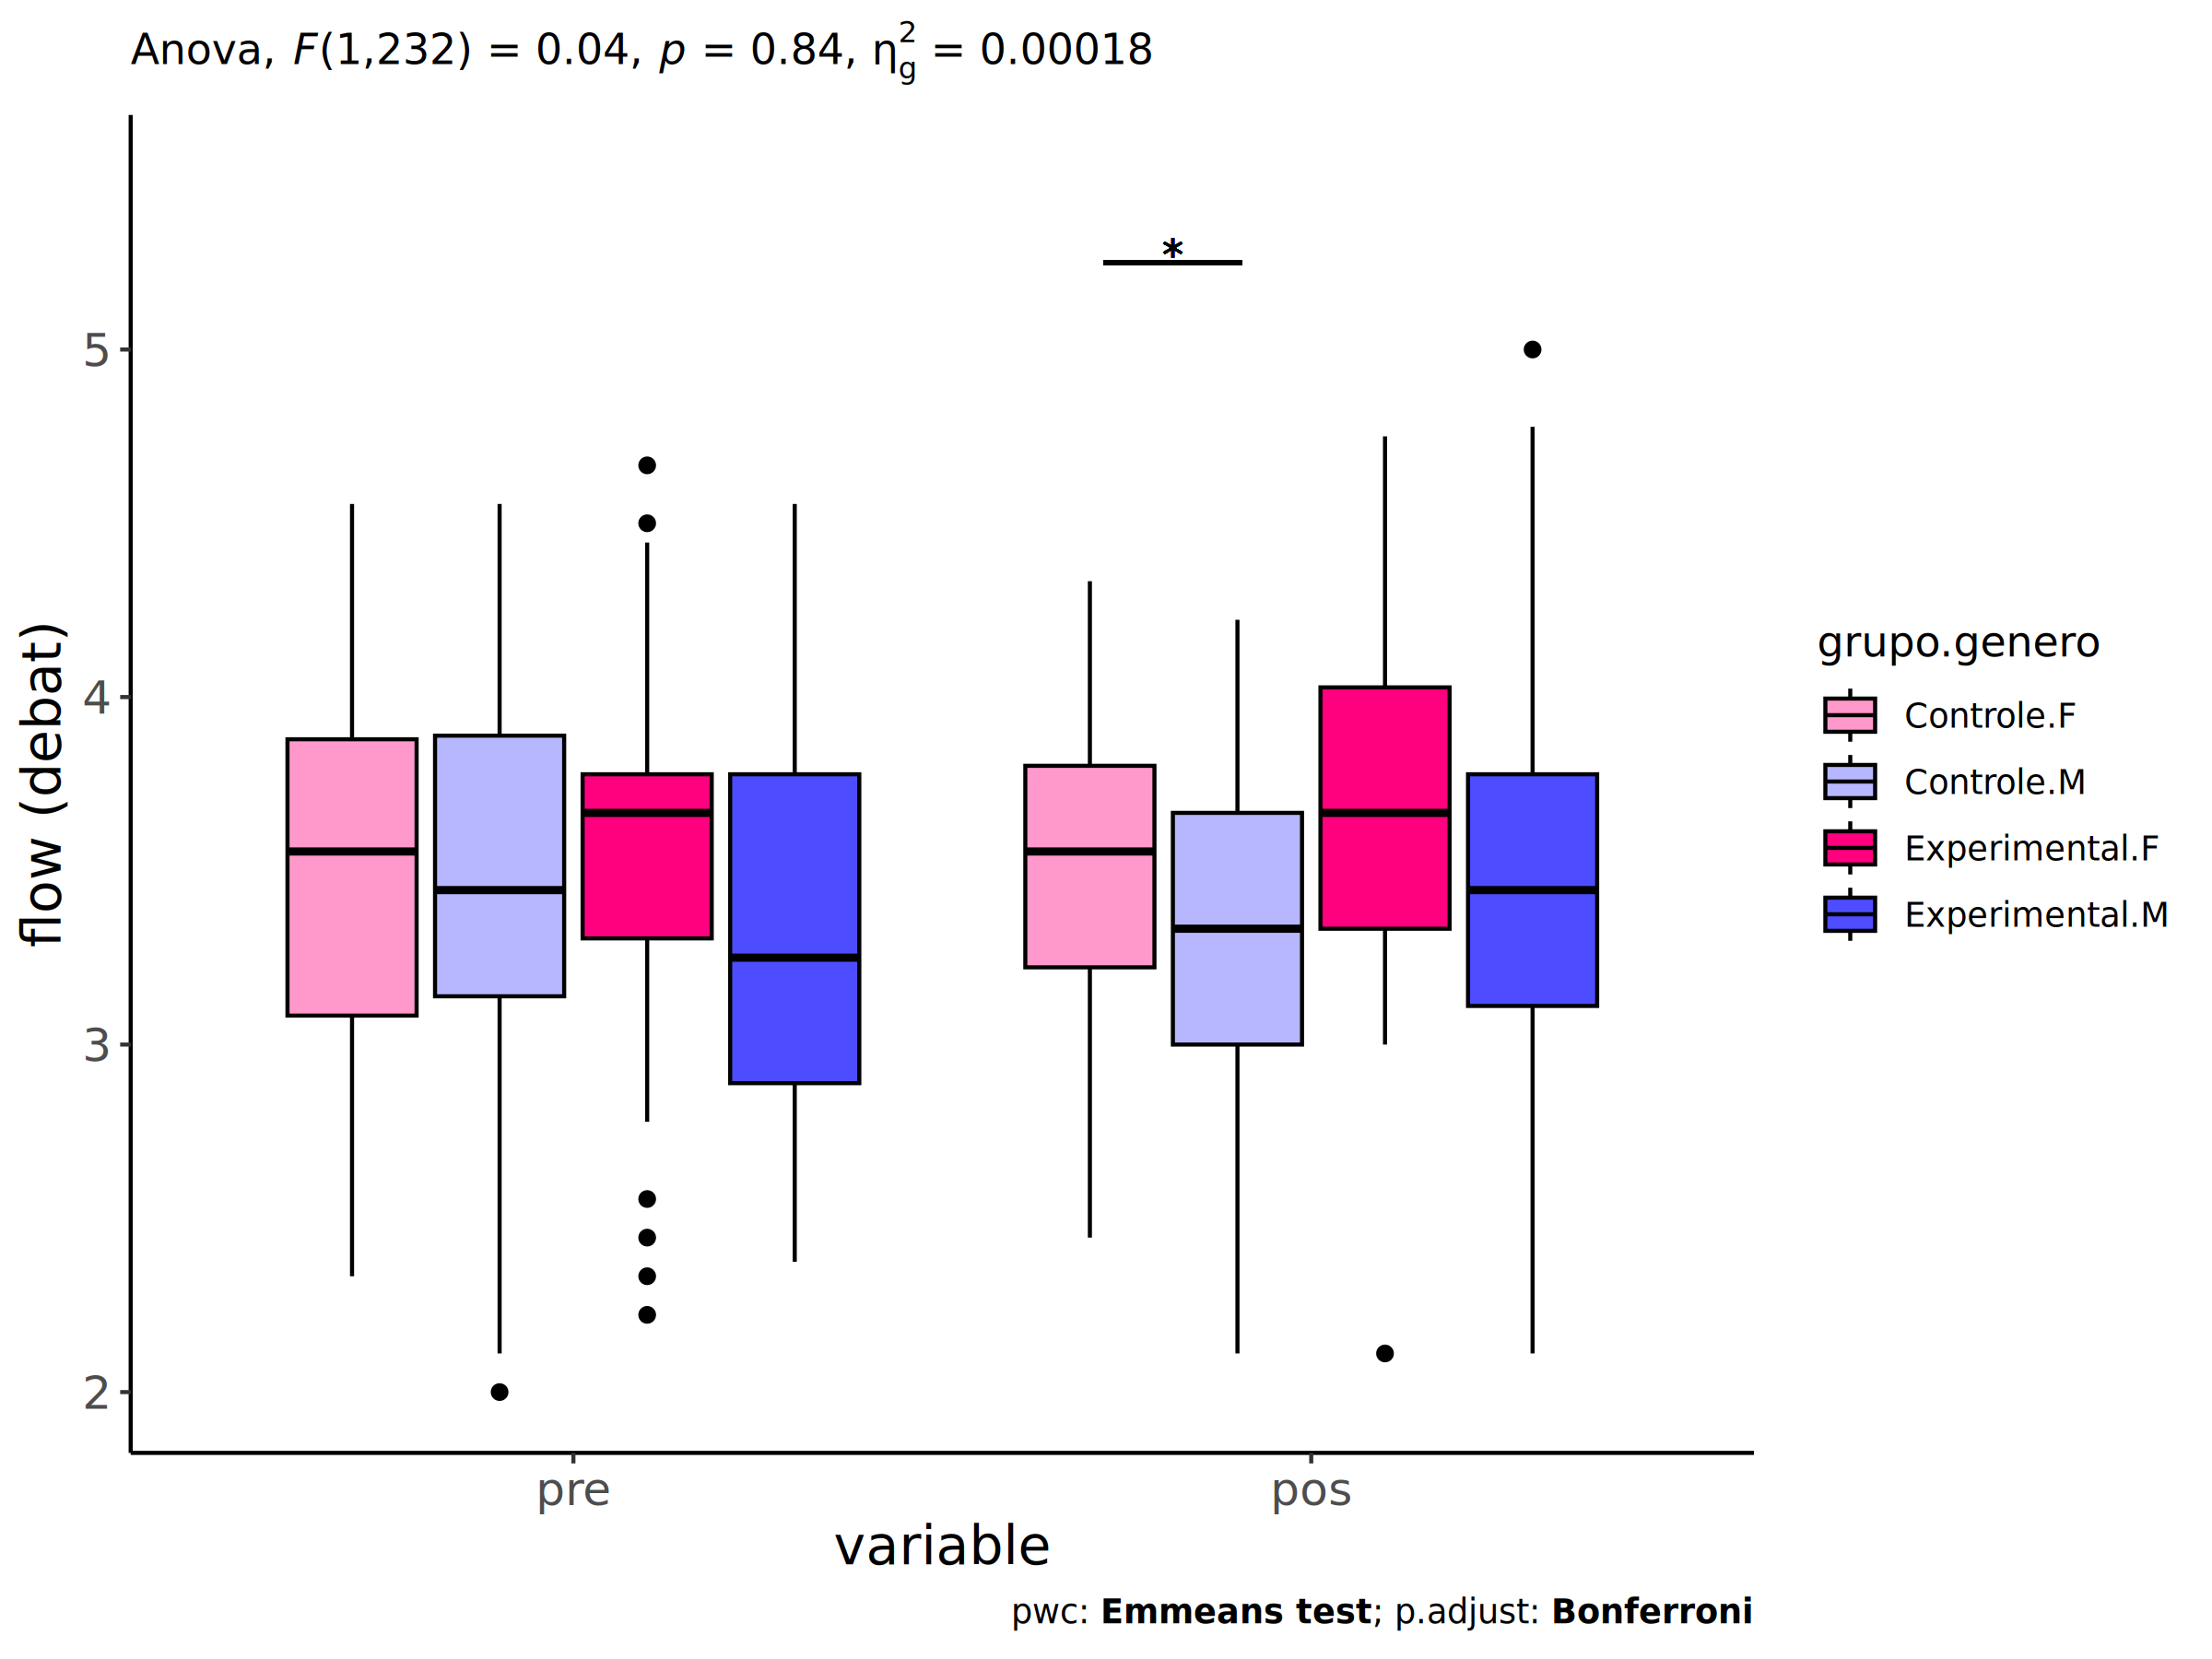 Anova, F(1,232) = 0.04, p = 0.84, η²g = 0.00018
*
5
4
3
2
flow (debat)
pre pos
variable
pwc: Emmeans test; p.adjust: Bonferroni
grupo.genero
Controle.F
Controle.M
Experimental.F
Experimental.M